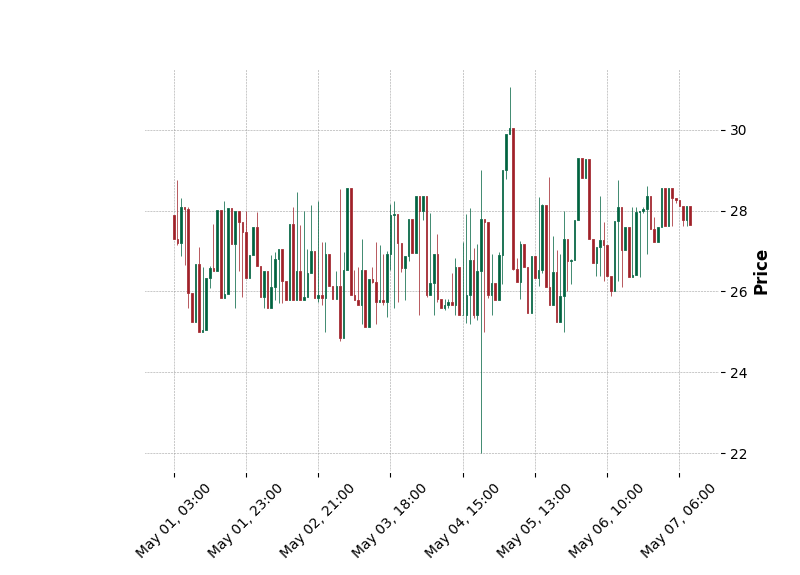 30
28
26
24
22
Price
May 01, 03:00
May 01, 23:00
May 02, 21:00
May 03, 18:00
May 04, 15:00
May 05, 13:00
May 06, 10:00
May 07, 06:00